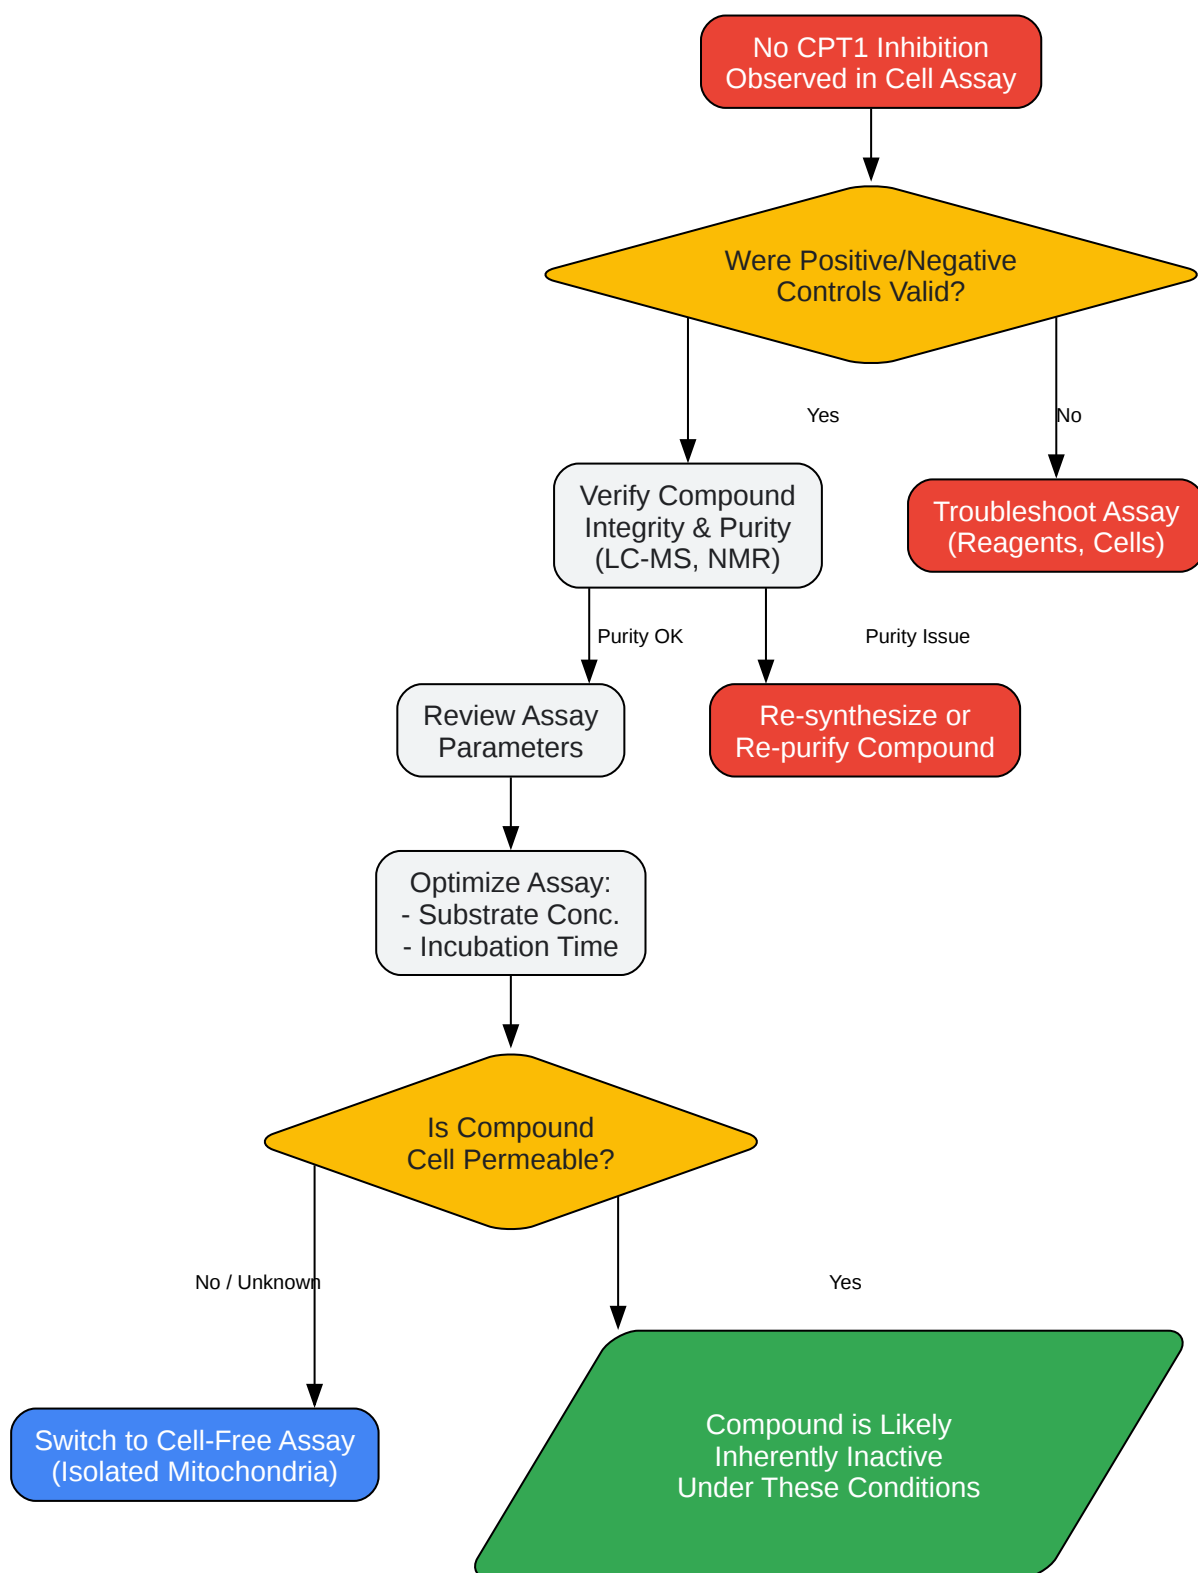 No CPT1 Inhibition
Observed in Cell Assay
Were Positive/Negative
Controls Valid?
Yes
No
Verify Compound
Integrity & Purity
(LC-MS, NMR)
Troubleshoot Assay
(Reagents, Cells)
Purity OK
Purity Issue
Review Assay
Parameters
Re-synthesize or
Re-purify Compound
Optimize Assay:
- Substrate Conc.
- Incubation Time
Is Compound
Cell Permeable?
No / Unknown
Yes
Switch to Cell-Free Assay
(Isolated Mitochondria)
Compound is Likely
Inherently Inactive
Under These Conditions